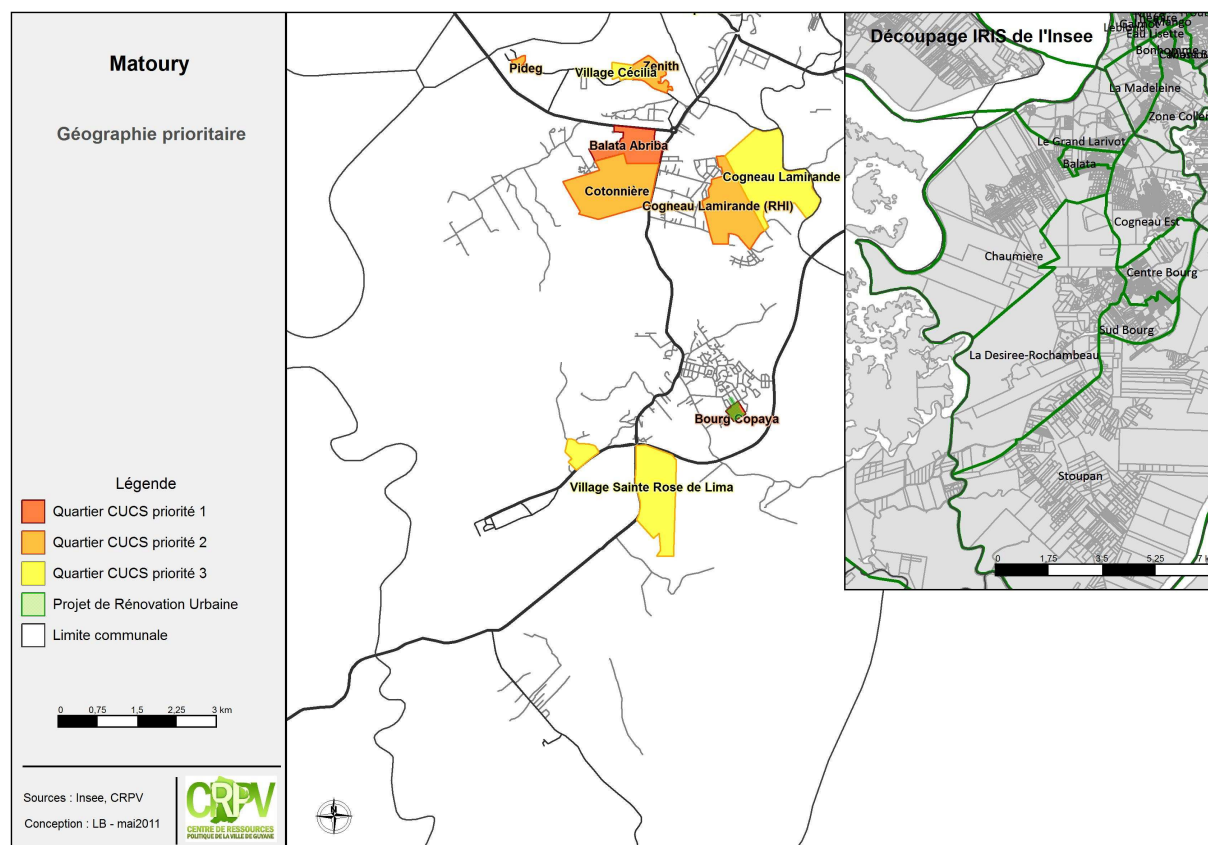 Matoury
Géographie prioritaire
Légende
Quartier CUCS priorité 1
Quartier CUCS priorité 2
Quartier CUCS priorité 3
Projet de Rénovation Urbaine
Limite communale
0 0,75 1,5 2,25 3 km
Sources : Insee, CRPV
Conception : LB - mai2011
CRPV
CENTRE DE RESSOURCES
POLITIQUE DE LA VILLE DE GUYANE
N
Pideg
Village Cécilia
Zenith
Balata Abriba
Cotonnière
Cogneau Lamirande
Cogneau Lamirande (RHI)
Bourg Copaya
Village Sainte Rose de Lima
Découpage IRIS de l'Insee
Eau Lisette
Bonhomme
La Madeleine
Le Grand Larivot
Balata
Cogneau Est
Chaumiere
Centre Bourg
Sud Bourg
La Desiree-Rochambeau
Stoupan
0 1,75 3,5 5,25